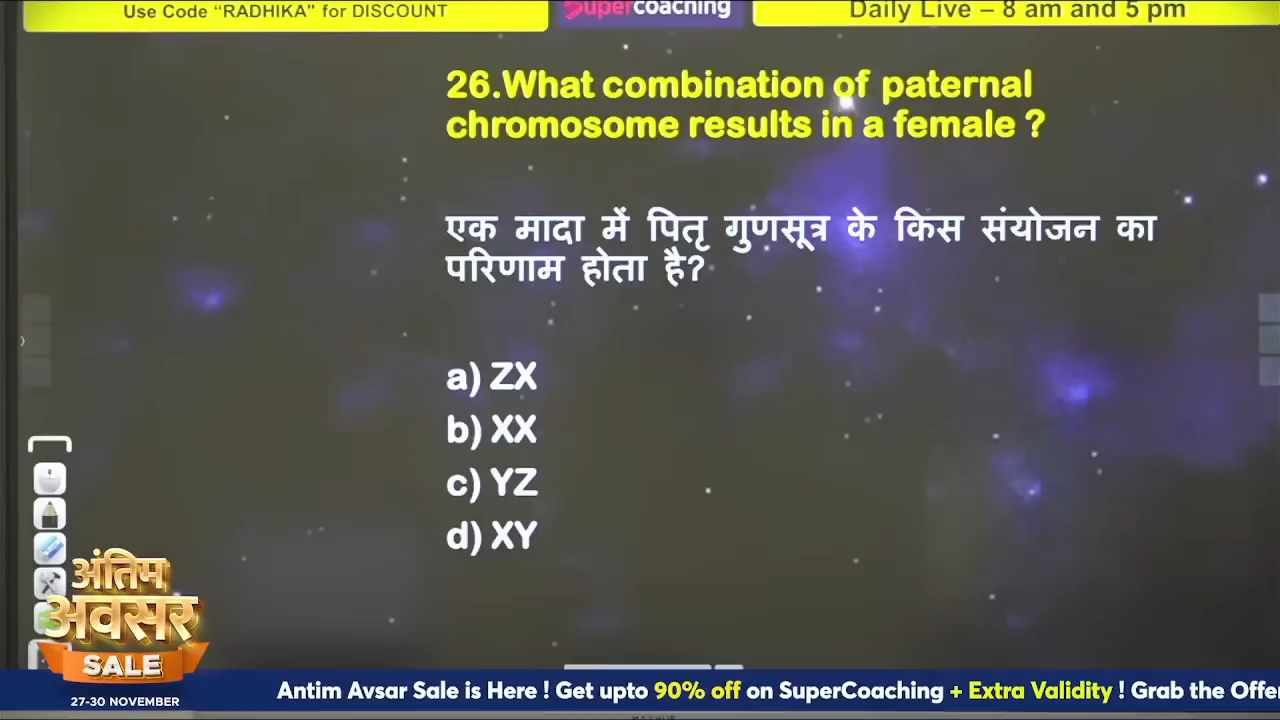 Use Code “RADHIKA” for DISCOUNT
Supercoaching
Daily Live – 8 am and 5 pm
26.What combination of paternal
chromosome results in a female ?
एक मादा में पितृ गुणसूत्र के किस संयोजन का
परिणाम होता है?
a) ZX
b) XX
c) YZ
d) XY
अंतिम
अवसर
SALE
27-30 NOVEMBER
Antim Avsar Sale is Here ! Get upto 90% off on SuperCoaching + Extra Validity ! Grab the Offer